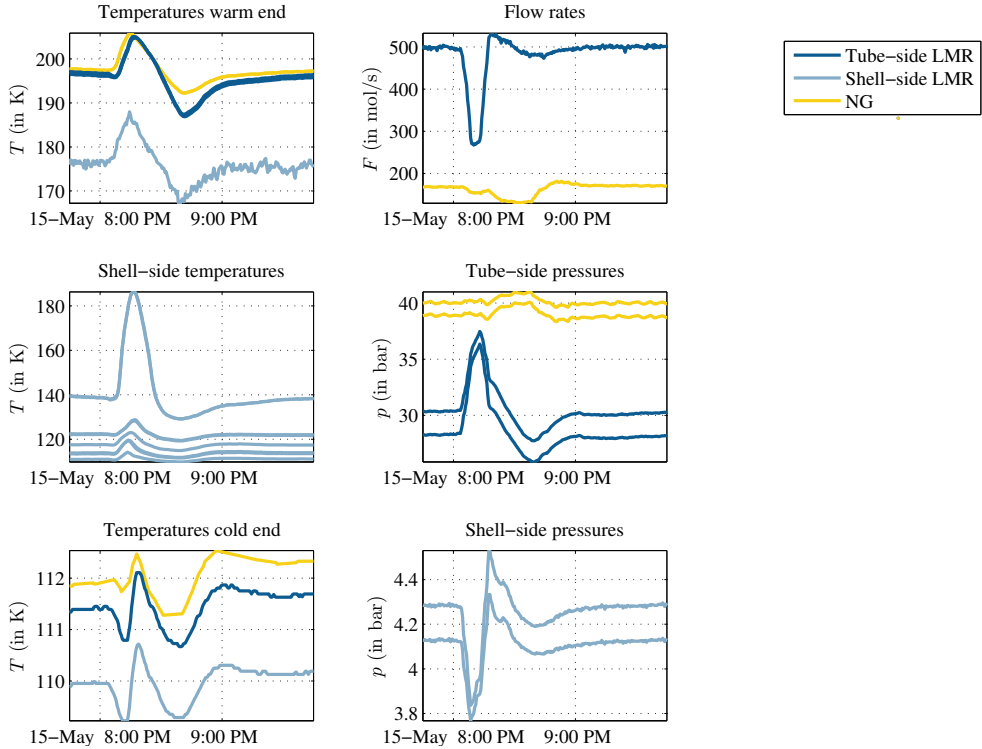 Temperatures warm end
T (in K)
200
190
180
170
15−May 8:00 PM 9:00 PM
Flow rates
F (in mol/s)
500
400
300
200
15−May 8:00 PM 9:00 PM
Tube−side LMR
Shell−side LMR
NG
Shell−side temperatures
T (in K)
180
160
140
120
15−May 8:00 PM 9:00 PM
Tube−side pressures
p (in bar)
40
35
30
15−May 8:00 PM 9:00 PM
Temperatures cold end
T (in K)
112
111
110
15−May 8:00 PM 9:00 PM
Shell−side pressures
p (in bar)
4.4
4.2
4
3.8
15−May 8:00 PM 9:00 PM